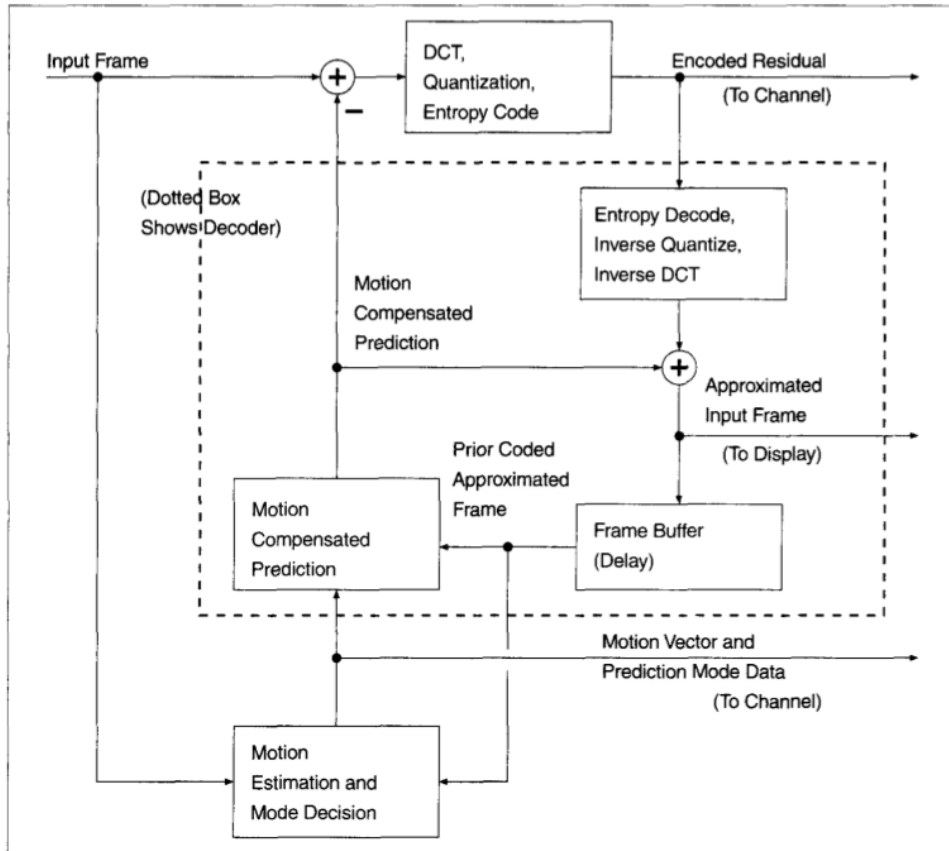 Input Frame
+
−
DCT,
Quantization,
Entropy Code
Encoded Residual
(To Channel)
(Dotted Box
Shows Decoder)
Entropy Decode,
Inverse Quantize,
Inverse DCT
Motion
Compensated
Prediction
+
Approximated
Input Frame
(To Display)
Prior Coded
Approximated
Frame
Motion
Compensated
Prediction
Frame Buffer
(Delay)
Motion Vector and
Prediction Mode Data
(To Channel)
Motion
Estimation and
Mode Decision